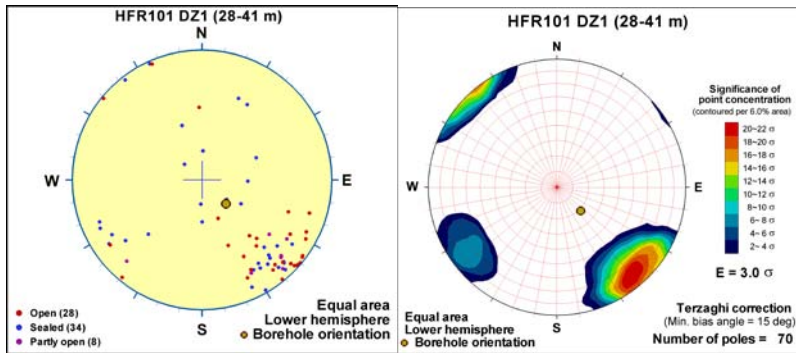 HFR101 DZ1 (28-41 m)
N
W
E
S
Open (28)
Sealed (34)
Partly open (8)
Equal area
Lower hemisphere
Borehole orientation
HFR101 DZ1 (28-41 m)
N
W
E
S
Significance of
point concentration
(contoured per 6.0% area)
20~22 σ
18~20 σ
16~18 σ
14~16 σ
12~14 σ
10~12 σ
8~10 σ
6~ 8 σ
4~ 6 σ
2~ 4 σ
E = 3.0 σ
Equal area
Lower hemisphere
Borehole orientation
Terzaghi correction
(Min. bias angle = 15 deg)
Number of poles = 70